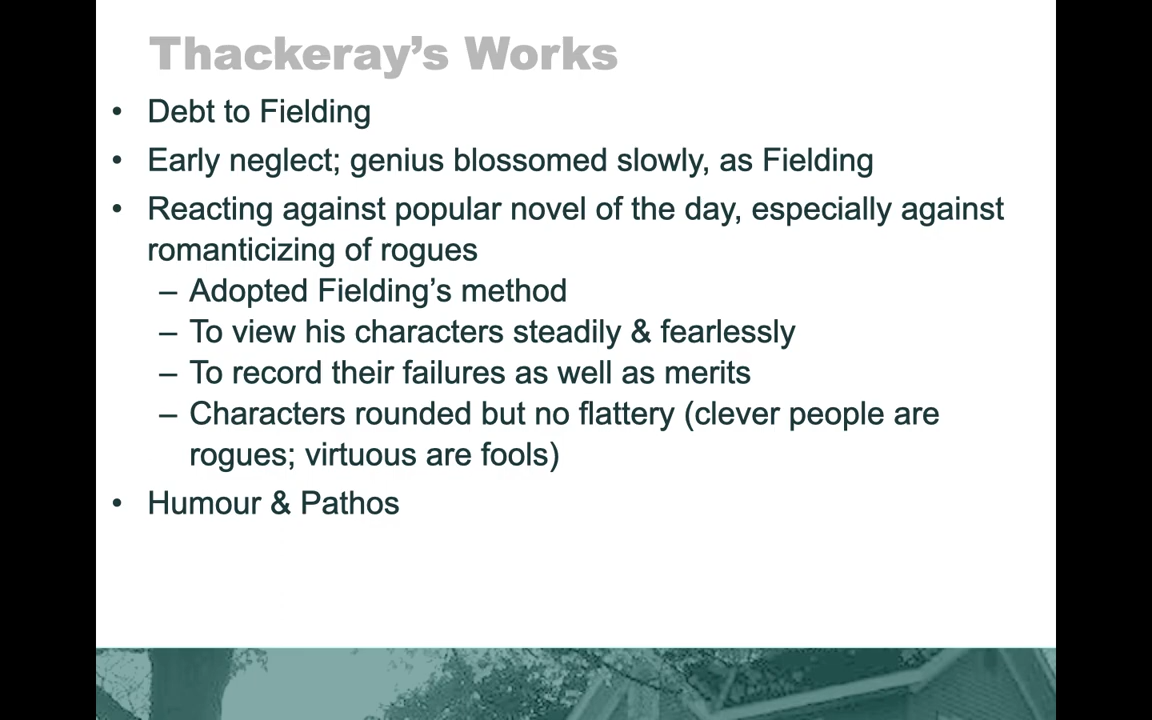 Thackeray's Works
• Debt to Fielding
• Early neglect; genius blossomed slowly, as Fielding
• Reacting against popular novel of the day, especially against
romanticizing of rogues
– Adopted Fielding's method
– To view his characters steadily & fearlessly
– To record their failures as well as merits
– Characters rounded but no flattery (clever people are
rogues; virtuous are fools)
• Humour & Pathos